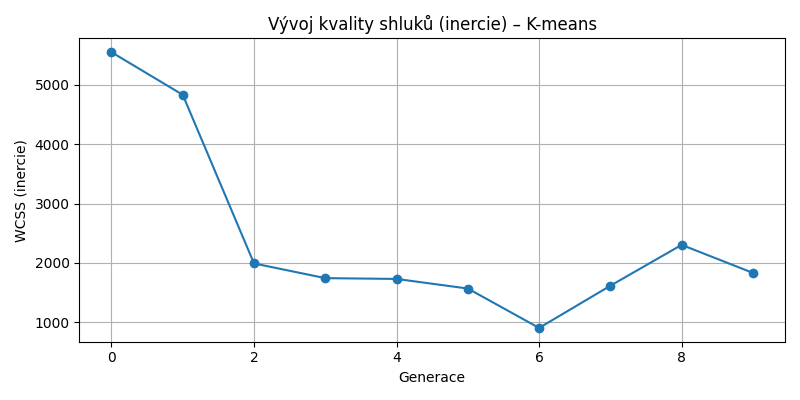 Vývoj kvality shluků (inercie) – K-means
WCSS (inercie)
5000
4000
3000
2000
1000
0 2 4 6 8
Generace